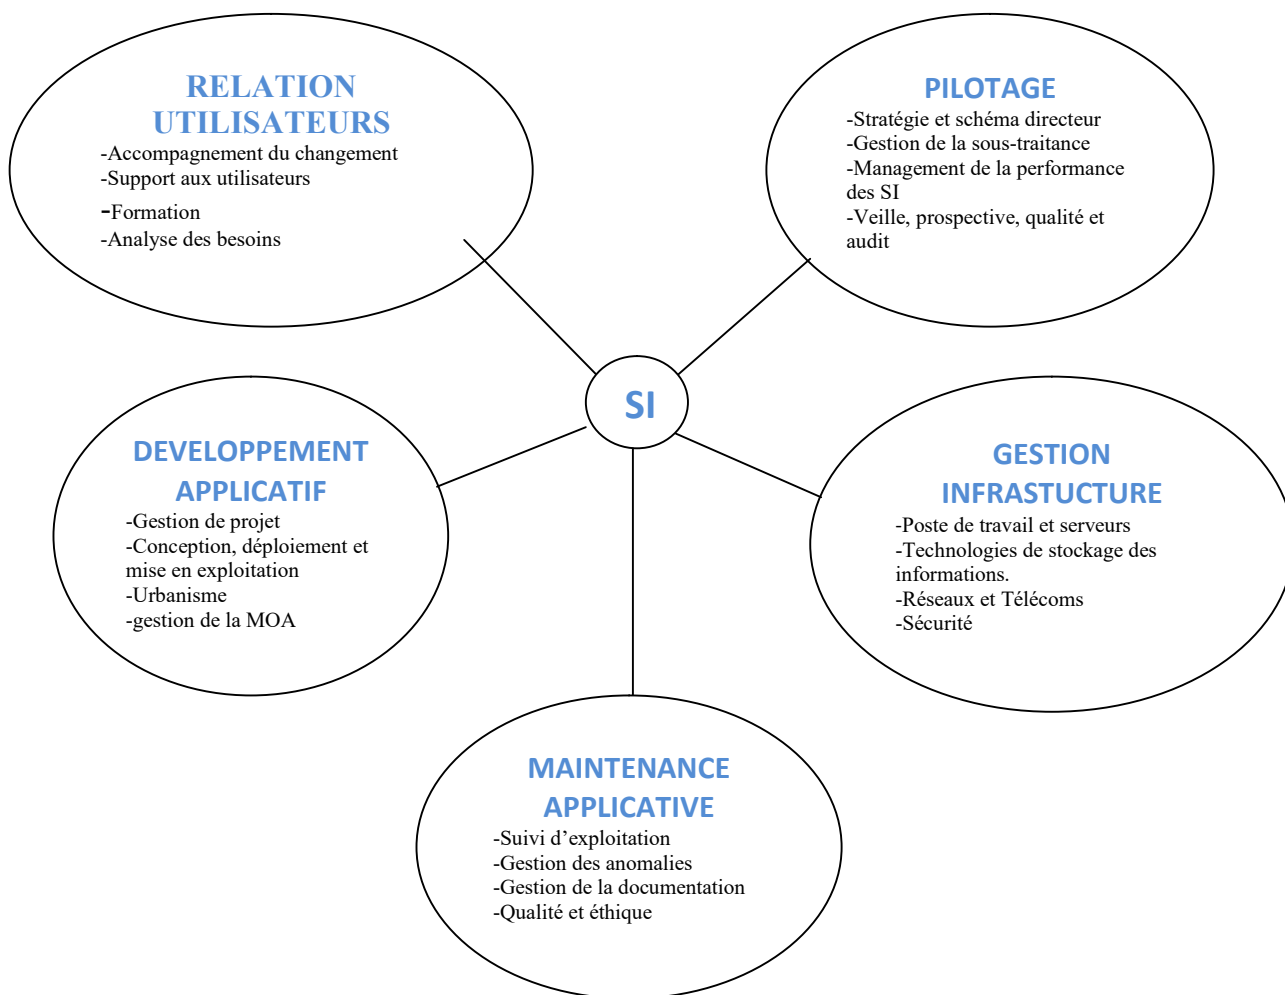 RELATION
UTILISATEURS
-Accompagnement du changement
-Support aux utilisateurs
-Formation
-Analyse des besoins
PILOTAGE
-Stratégie et schéma directeur
-Gestion de la sous-traitance
-Management de la performance
des SI
-Veille, prospective, qualité et
audit
SI
DEVELOPPEMENT
APPLICATIF
-Gestion de projet
-Conception, déploiement et
mise en exploitation
-Urbanisme
-gestion de la MOA
GESTION
INFRASTUCTURE
-Poste de travail et serveurs
-Technologies de stockage des
informations.
-Réseaux et Télécoms
-Sécurité
MAINTENANCE
APPLICATIVE
-Suivi d’exploitation
-Gestion des anomalies
-Gestion de la documentation
-Qualité et éthique